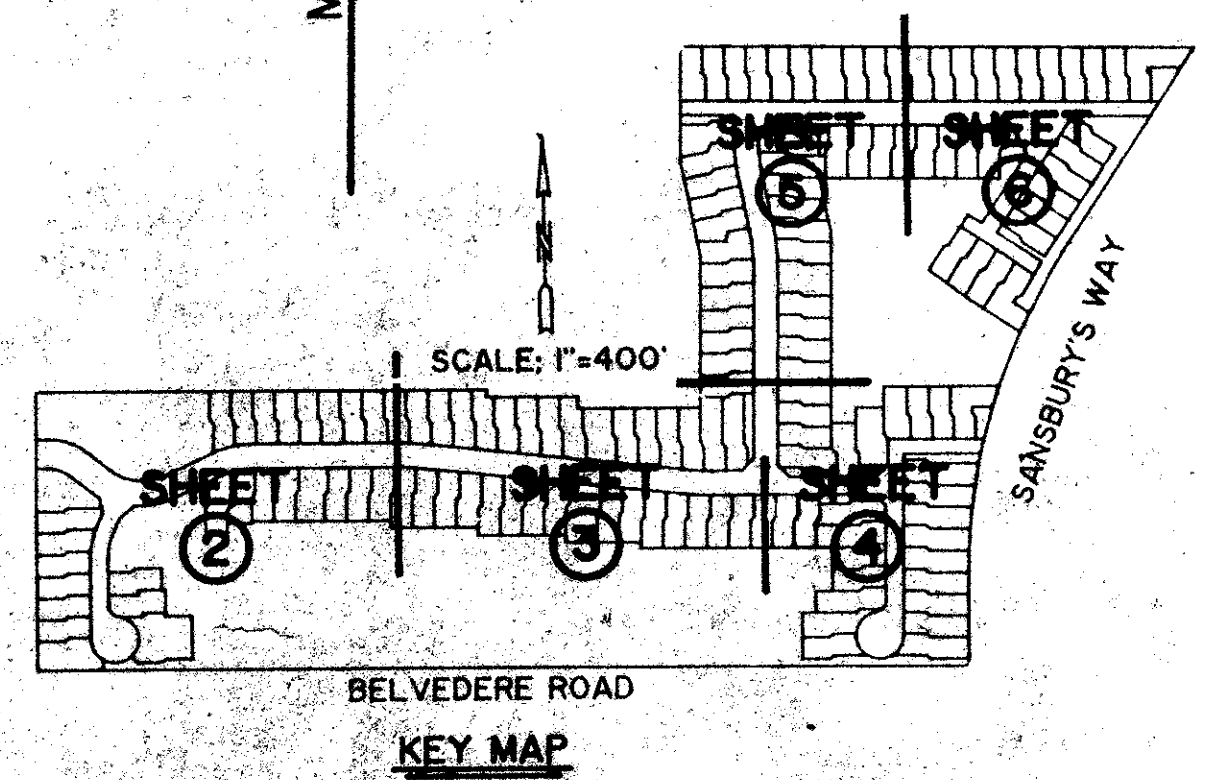 SHEET
5
SHEET
6
N
SCALE; 1"=400'
SANSBURY'S WAY
SHEET
2
SHEET
3
SHEET
4
BELVEDERE ROAD
KEY MAP